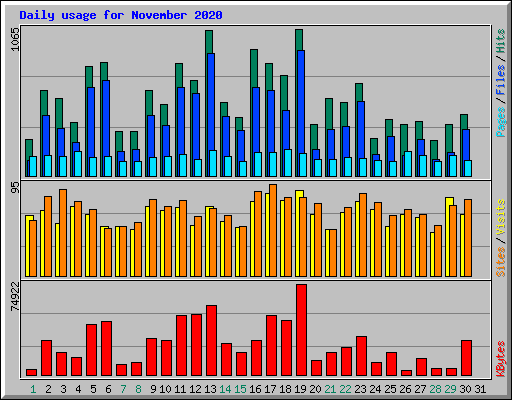 Daily usage for November 2020
1065
Pages / Files / Hits
95
Sites / Visits
74922
KBytes
1 2 3 4 5 6 7 8 9 10 11 12 13 14 15 16 17 18 19 20 21 22 23 24 25 26 27 28 29 30 31